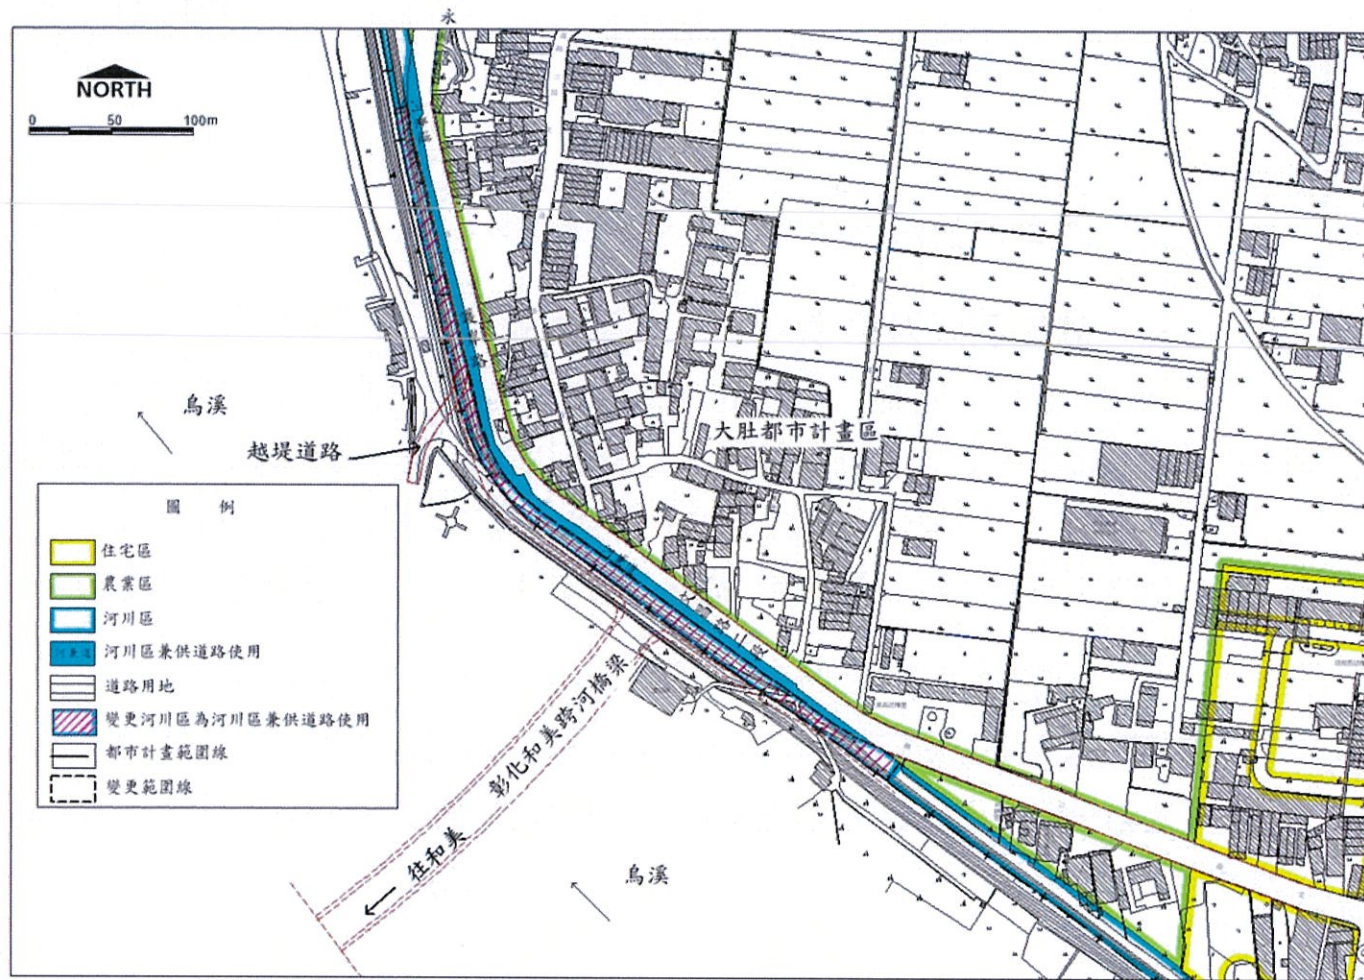 永
NORTH
0 50 100m
烏溪
越堤道路
大肚都市計畫區
圖 例
住宅區
農業區
河川區
河川區兼供道路使用
道路用地
變更河川區為河川區兼供道路使用
都市計畫範圍線
變更範圍線
彰化和美跨河橋梁
往和美
烏溪